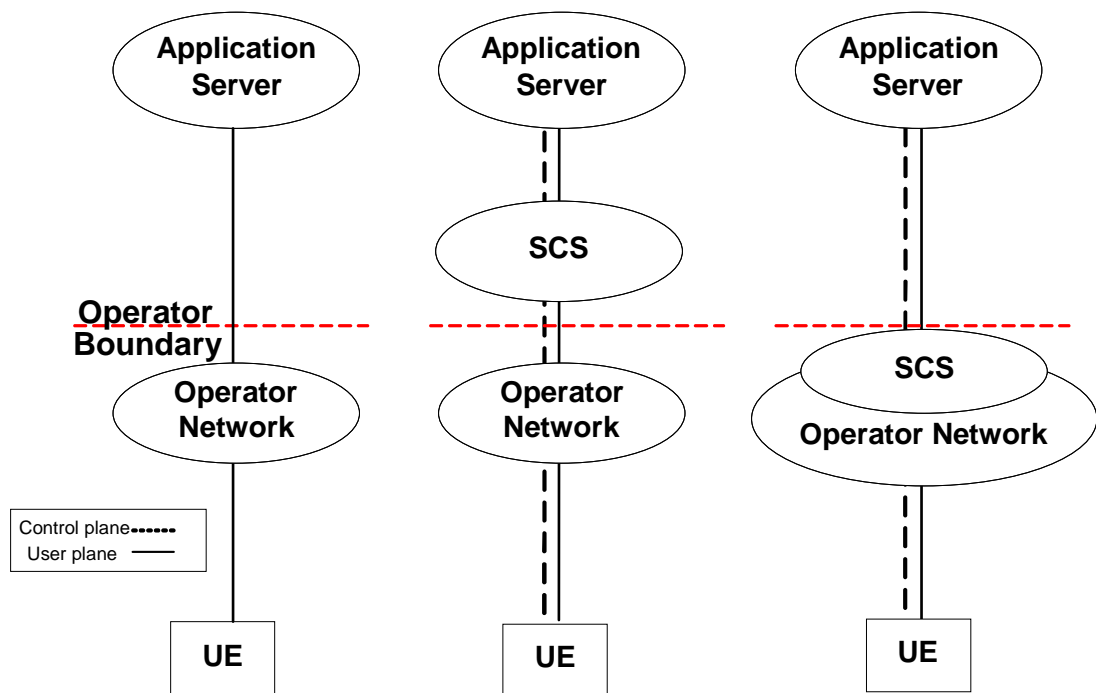 Application
Server
Application
Server
Application
Server
SCS
Operator
Boundary
SCS
Operator
Network
Operator
Network
Operator Network
Control plane
User plane
UE
UE
UE